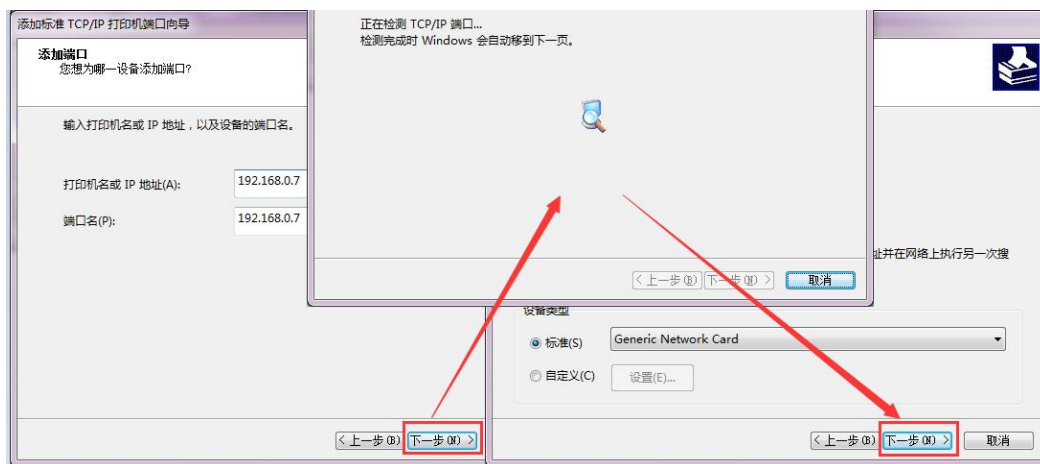 添加标准 TCP/IP 打印机端口向导
添加端口
您想为哪一设备添加端口?
输入打印机名或 IP 地址，以及设备的端口名。
打印机名或 IP 地址(A):
192.168.0.7
端口名(P):
192.168.0.7
<上一步(B)
下一步(N) >
正在检测 TCP/IP 端口...
检测完成时 Windows 会自动移到下一页。
<上一步(B)
下一步(N) >
取消
址并在网络上执行另一次搜
设备类型
标准(S)
Generic Network Card
自定义(C)
设置(E)...
<上一步(B)
下一步(N) >
取消